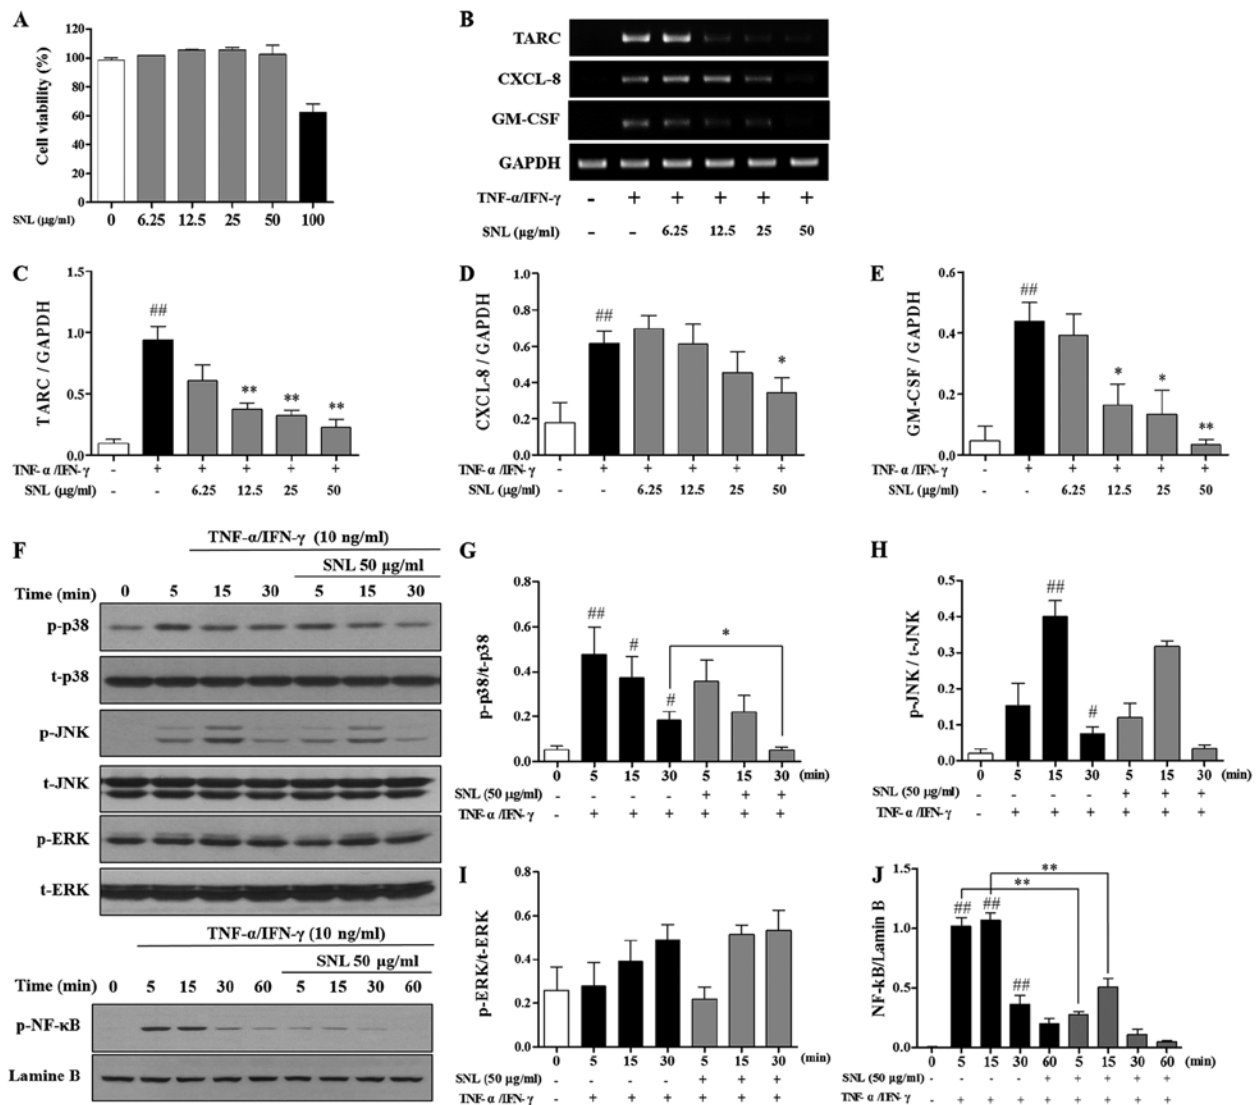 A
Cell viability (%)
120
100
80
60
40
20
0
SNL (μg/ml) 0 6.25 12.5 25 50 100
B
TARC
CXCL-8
GM-CSF
GAPDH
TNF-α/IFN-γ - + + + + +
SNL (μg/ml) - - 6.25 12.5 25 50
C
TARC / GAPDH
1.5
1.0
0.5
0.0
## ** ** **
TNF- α /IFN- γ - + + + + +
SNL (μg/ml) - - 6.25 12.5 25 50
D
CXCL-8 / GAPDH
1.0
0.8
0.6
0.4
0.2
0.0
## *
TNF- α /IFN- γ - + + + + +
SNL (μg/ml) - - 6.25 12.5 25 50
E
GM-CSF / GAPDH
0.6
0.4
0.2
0.0
## * * **
TNF- α /IFN- γ - + + + + +
SNL (μg/ml) - - 6.25 12.5 25 50
F
TNF-α/IFN-γ (10 ng/ml)
SNL 50 μg/ml
Time (min) 0 5 15 30 5 15 30
p-p38
t-p38
p-JNK
t-JNK
p-ERK
t-ERK
TNF-α/IFN-γ (10 ng/ml)
SNL 50 μg/ml
Time (min) 0 5 15 30 60 5 15 30 60
p-NF-κB
Lamine B
G
p-p38/t-p38
0.8
0.6
0.4
0.2
0.0
## # # *
0 5 15 30 5 15 30 (min)
SNL (50 μg/ml) - - - - + + +
TNF- α /IFN- γ - + + + + + +
H
p-JNK / t-JNK
0.5
0.4
0.3
0.2
0.1
0.0
## #
0 5 15 30 5 15 30 (min)
SNL (50 μg/ml) - - - - + + +
TNF- α /IFN- γ - + + + + + +
I
p-ERK/t-ERK
0.8
0.6
0.4
0.2
0.0
0 5 15 30 5 15 30 (min)
SNL (50 μg/ml) - - - - + + +
TNF- α /IFN- γ - + + + + + +
J
NF-kB/Lamin B
1.5
1.0
0.5
0.0
## ## ## ** **
0 5 15 30 60 5 15 30 60 (min)
SNL (50 μg/ml) - - - - + + + + +
TNF- α /IFN- γ - + + + + + + + +